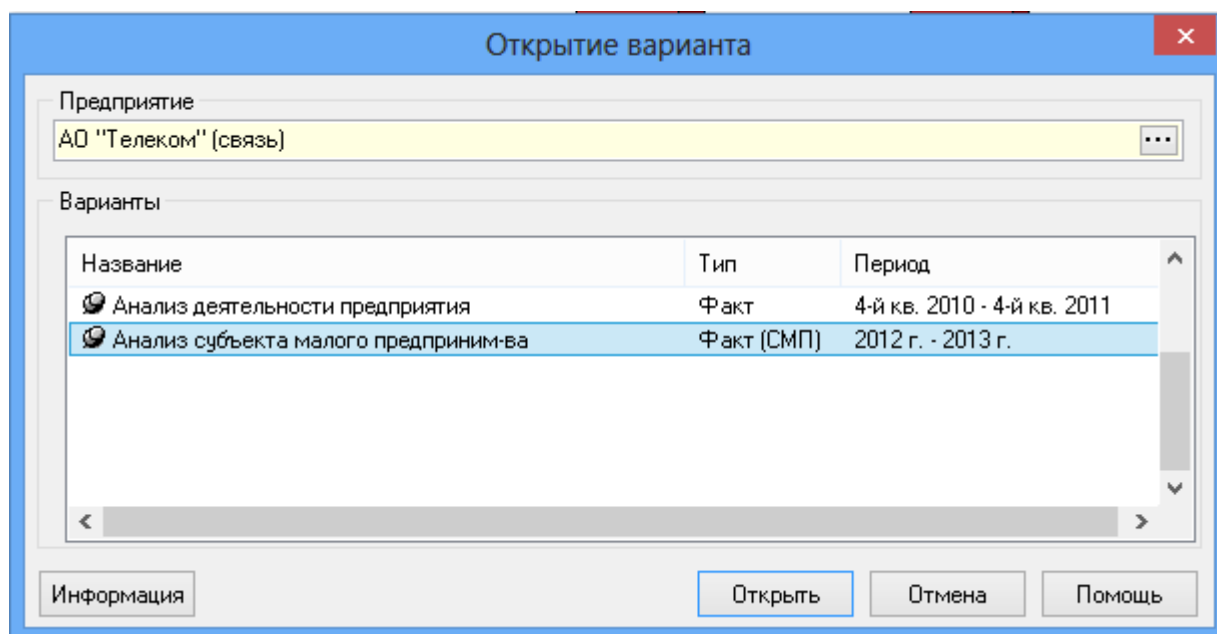 Открытие варианта
Предприятие
АО "Телеком" (связь)
Варианты
Название Тип Период
Анализ деятельности предприятия Факт 4-й кв. 2010 - 4-й кв. 2011
Анализ субъекта малого предприним-ва Факт (СМП) 2012 г. - 2013 г.
Информация Открыть Отмена Помощь